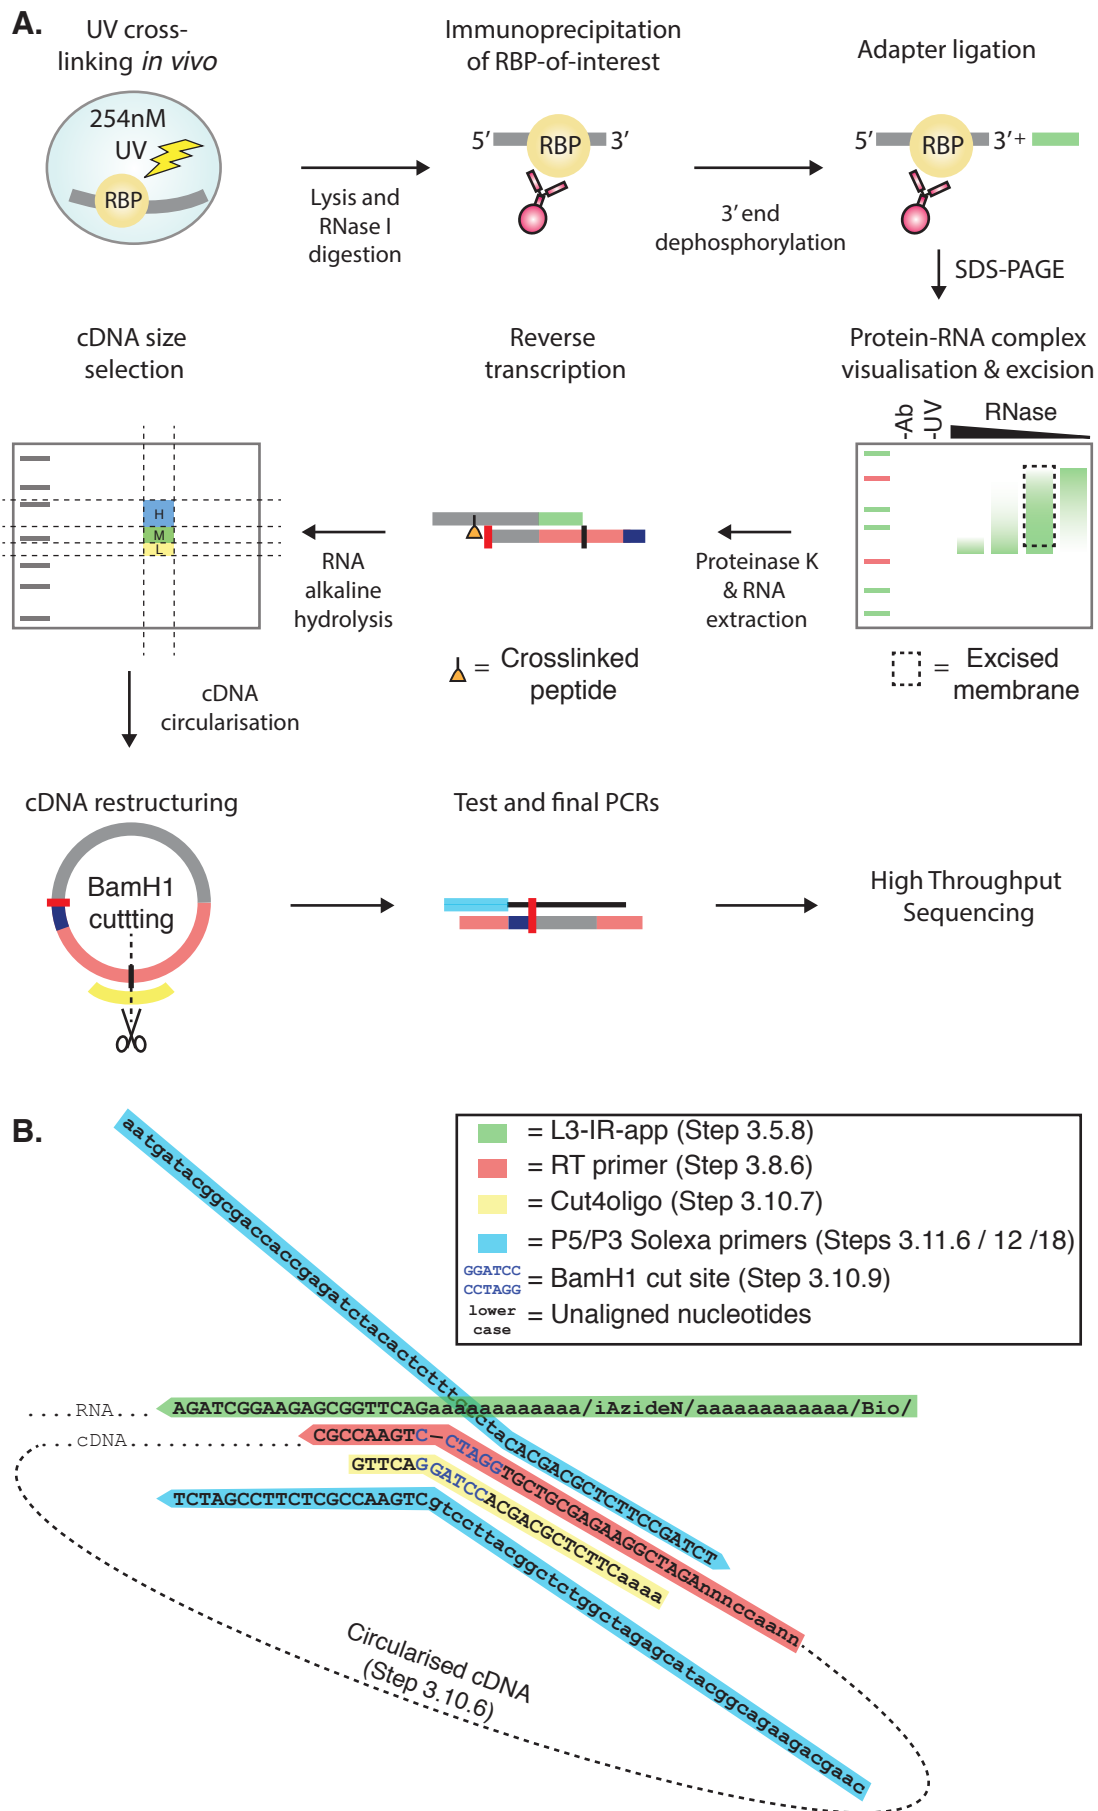 A.
UV cross-
linking in vivo
Immunoprecipitation
of RBP-of-interest
Adapter ligation
254nM
UV
RBP
5′
RBP
3′
5′
RBP
3′+
Lysis and
RNase I
digestion
3′ end
dephosphorylation
SDS-PAGE
cDNA size
selection
Reverse
transcription
Protein-RNA complex
visualisation & excision
-Ab
-UV
RNase
H
M
L
RNA
alkaline
hydrolysis
Proteinase K
& RNA
extraction
= Crosslinked
peptide
= Excised
membrane
cDNA
circularisation
cDNA restructuring
Test and final PCRs
BamH1
cuttting
High Throughput
Sequencing
B.
= L3-IR-app (Step 3.5.8)
= RT primer (Step 3.8.6)
= Cut4oligo (Step 3.10.7)
= P5/P3 Solexa primers (Steps 3.11.6 / 12 /18)
GGATCC
CCTAGG
= BamH1 cut site (Step 3.10.9)
lower
case
= Unaligned nucleotides
aatgatacggcgaccaccgagatctacactctttccctaCACGACGCTCTTCCGATCT
....RNA...
AGATCGGAAGAGCGGTTCAGaaaaaaaaaaaa/iAzideN/aaaaaaaaaaaa/Bio/
....cDNA..................
CGCCAAGTC–CTAGGTGCTGCGAGAAGGCTAGAnnnccaann
GTTCAGGATCCACGACGCTCTTCaaaa
TCTAGCCTTCTCGCCAAGTCgtccttacggctctggctagagcatacggcagaagacgaac
Circularised cDNA
(Step 3.10.6)